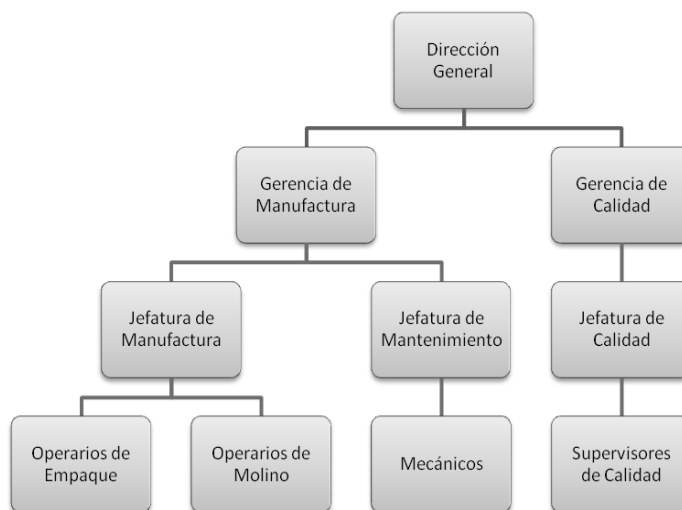 Dirección
General
Gerencia de
Manufactura
Gerencia de
Calidad
Jefatura de
Manufactura
Jefatura de
Mantenimiento
Jefatura de
Calidad
Operarios de
Empaque
Operarios de
Molino
Mecánicos
Supervisores
de Calidad